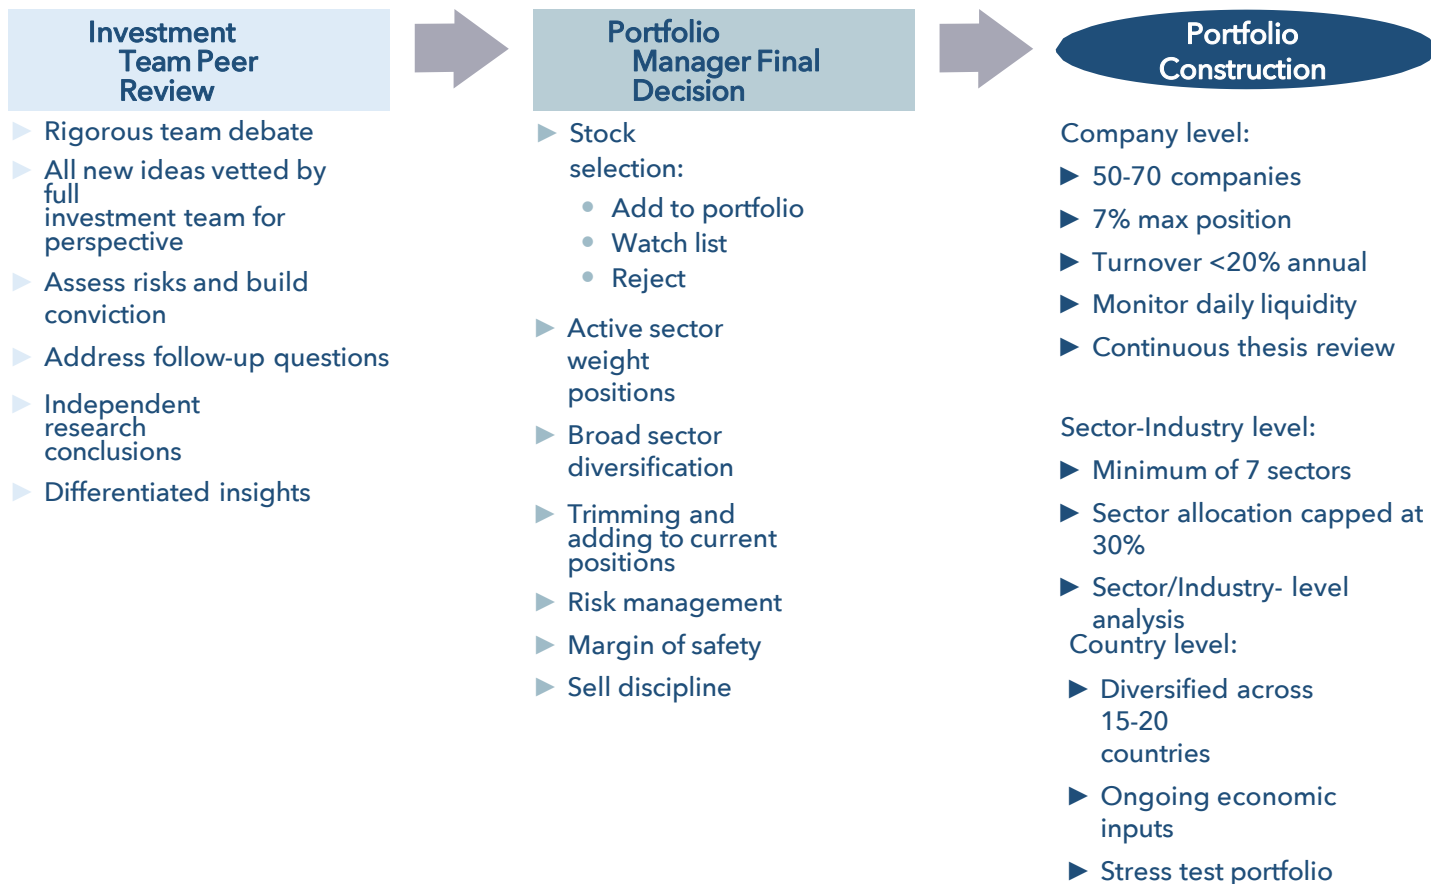 Investment
Team Peer
Review
Rigorous team debate
All new ideas vetted by
full
investment team for
perspective
Assess risks and build
conviction
Address follow-up questions
Independent
research
conclusions
Differentiated insights
Portfolio
Manager Final
Decision
Stock
selection:
Add to portfolio
Watch list
Reject
Active sector
weight
positions
Broad sector
diversification
Trimming and
adding to current
positions
Risk management
Margin of safety
Sell discipline
Portfolio
Construction
Company level:
50-70 companies
7% max position
Turnover <20% annual
Monitor daily liquidity
Continuous thesis review
Sector-Industry level:
Minimum of 7 sectors
Sector allocation capped at
30%
Sector/Industry- level
analysis
Country level:
Diversified across
15-20
countries
Ongoing economic
inputs
Stress test portfolio